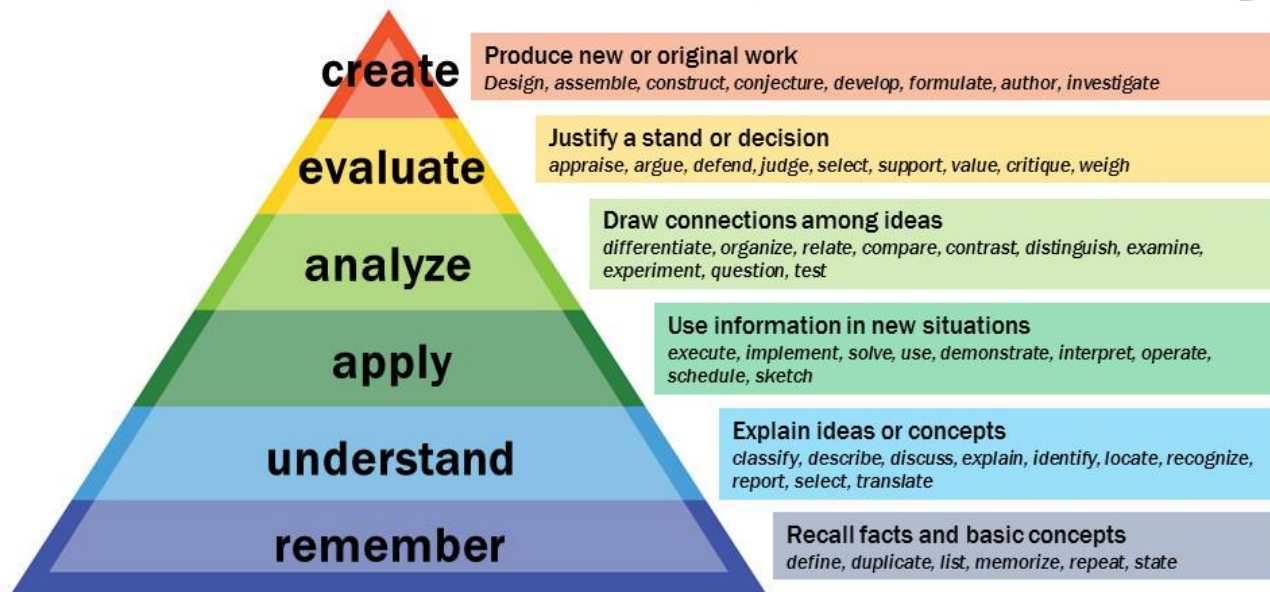 create
Produce new or original work
Design, assemble, construct, conjecture, develop, formulate, author, investigate
evaluate
Justify a stand or decision
appraise, argue, defend, judge, select, support, value, critique, weigh
analyze
Draw connections among ideas
differentiate, organize, relate, compare, contrast, distinguish, examine,
experiment, question, test
apply
Use information in new situations
execute, implement, solve, use, demonstrate, interpret, operate,
schedule, sketch
understand
Explain ideas or concepts
classify, describe, discuss, explain, identify, locate, recognize,
report, select, translate
remember
Recall facts and basic concepts
define, duplicate, list, memorize, repeat, state